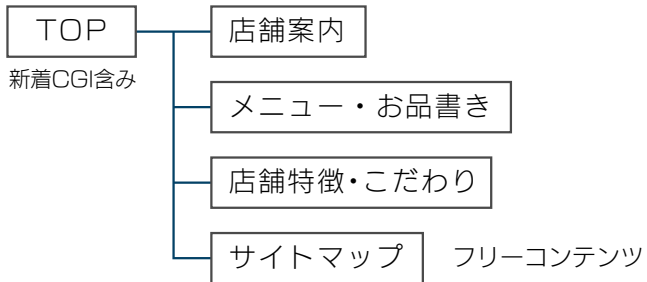 TOP
新着CGI含み
店舗案内
メニュー・お品書き
店舗特徴・こだわり
サイトマップ
フリーコンテンツ